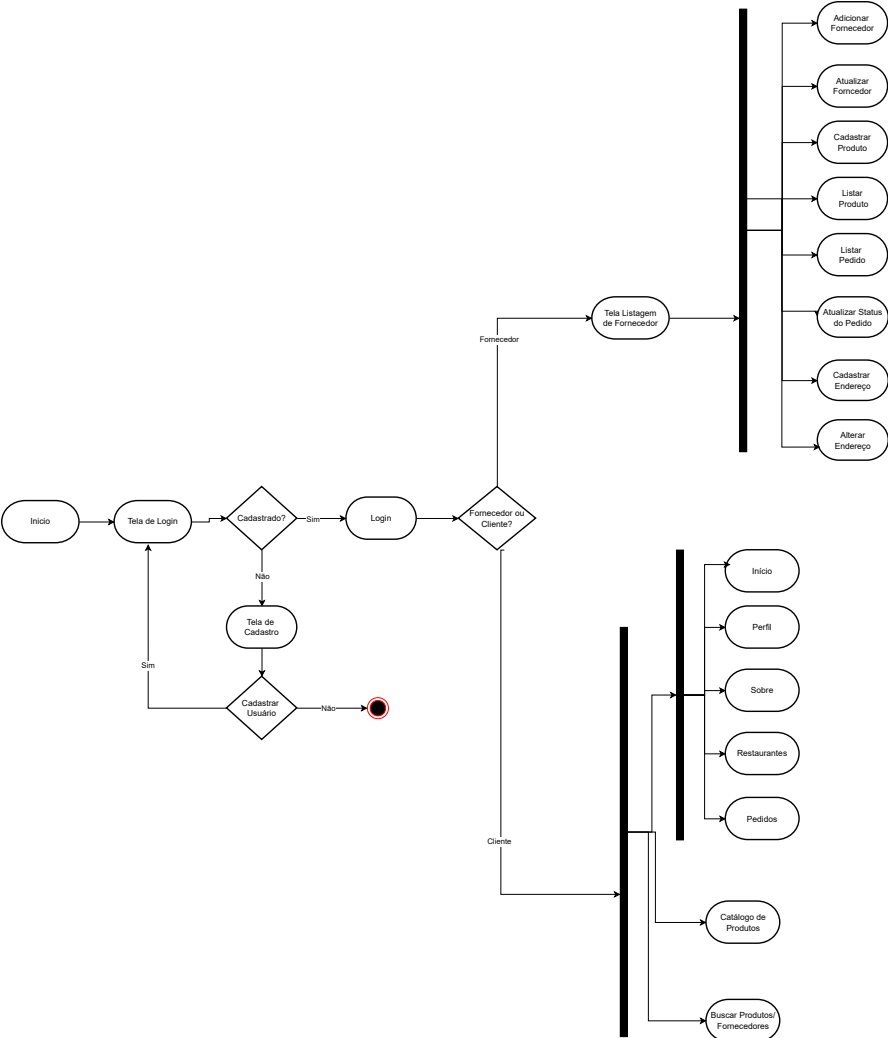 Adicionar
Fornecedor
Atualizar
Forncedor
Cadastrar
Produto
Listar
Produto
Listar
Pedido
Tela Listagem
de Fornecedor
Atualizar Status
do Pedido
Fornecedor
Cadastrar
Endereço
Alterar
Endereço
Inicio
Tela de Login
Cadastrado?
Sim
Login
Fornecedor ou
Cliente?
Não
Início
Tela de
Cadastro
Perfil
Sim
Sobre
Cadastrar
Usuário
Não
Restaurantes
Pedidos
Cliente
Catálogo de
Produtos
Buscar Produtos/
Fornecedores